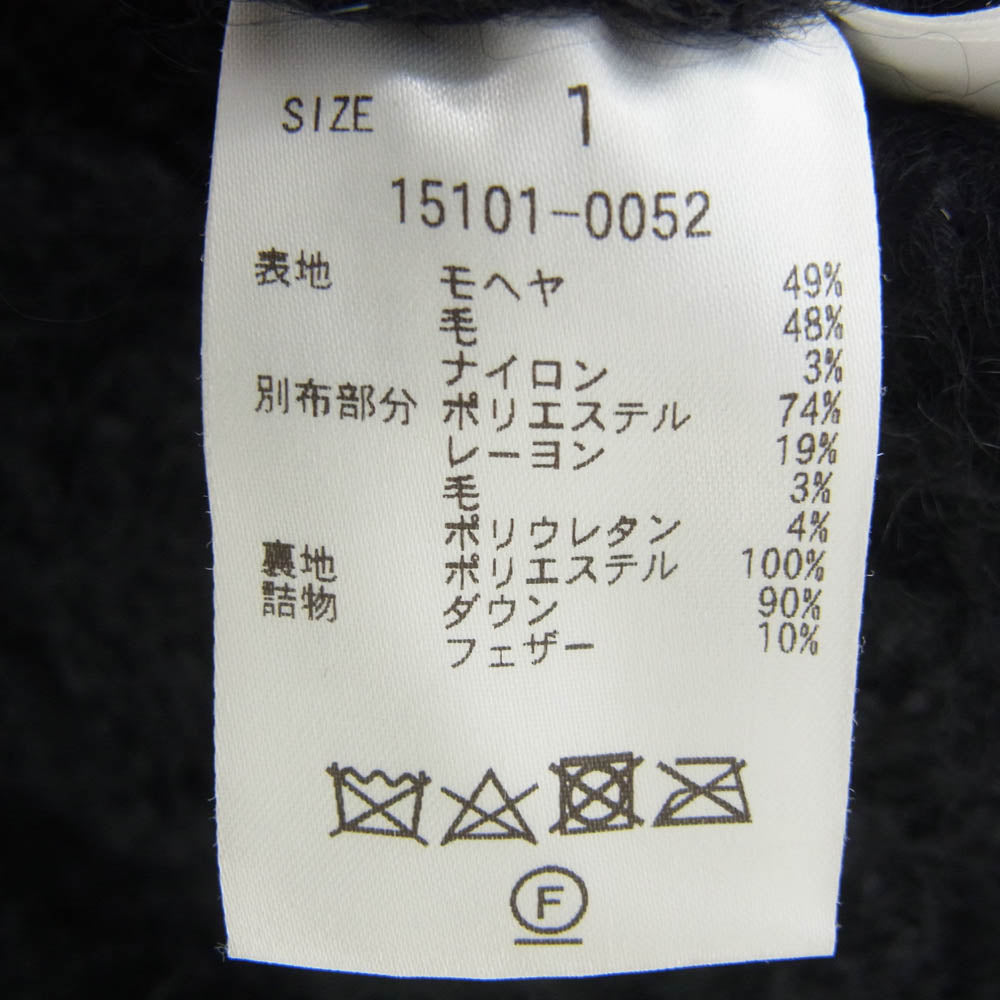 SIZE 1
15101-0052
表地 モヘヤ 49%
毛 48%
ナイロン 3%
別布部分 ポリエステル 74%
レーヨン 19%
毛 3%
ポリウレタン 4%
裏地 ポリエステル 100%
詰物 ダウン 90%
フェザー 10%
F